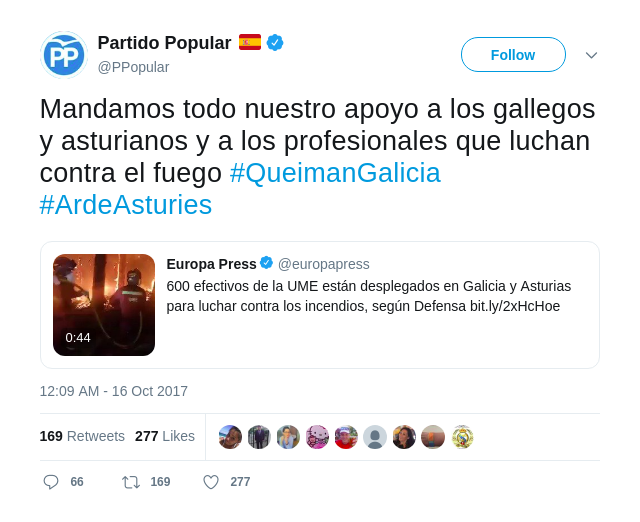 Partido Popular
@PPopular
Follow
Mandamos todo nuestro apoyo a los gallegos
y asturianos y a los profesionales que luchan
contra el fuego #QueimanGalicia
#ArdeAsturies
Europa Press @europapress
600 efectivos de la UME están desplegados en Galicia y Asturias
para luchar contra los incendios, según Defensa bit.ly/2xHcHoe
0:44
12:09 AM - 16 Oct 2017
169 Retweets 277 Likes
66 169 277